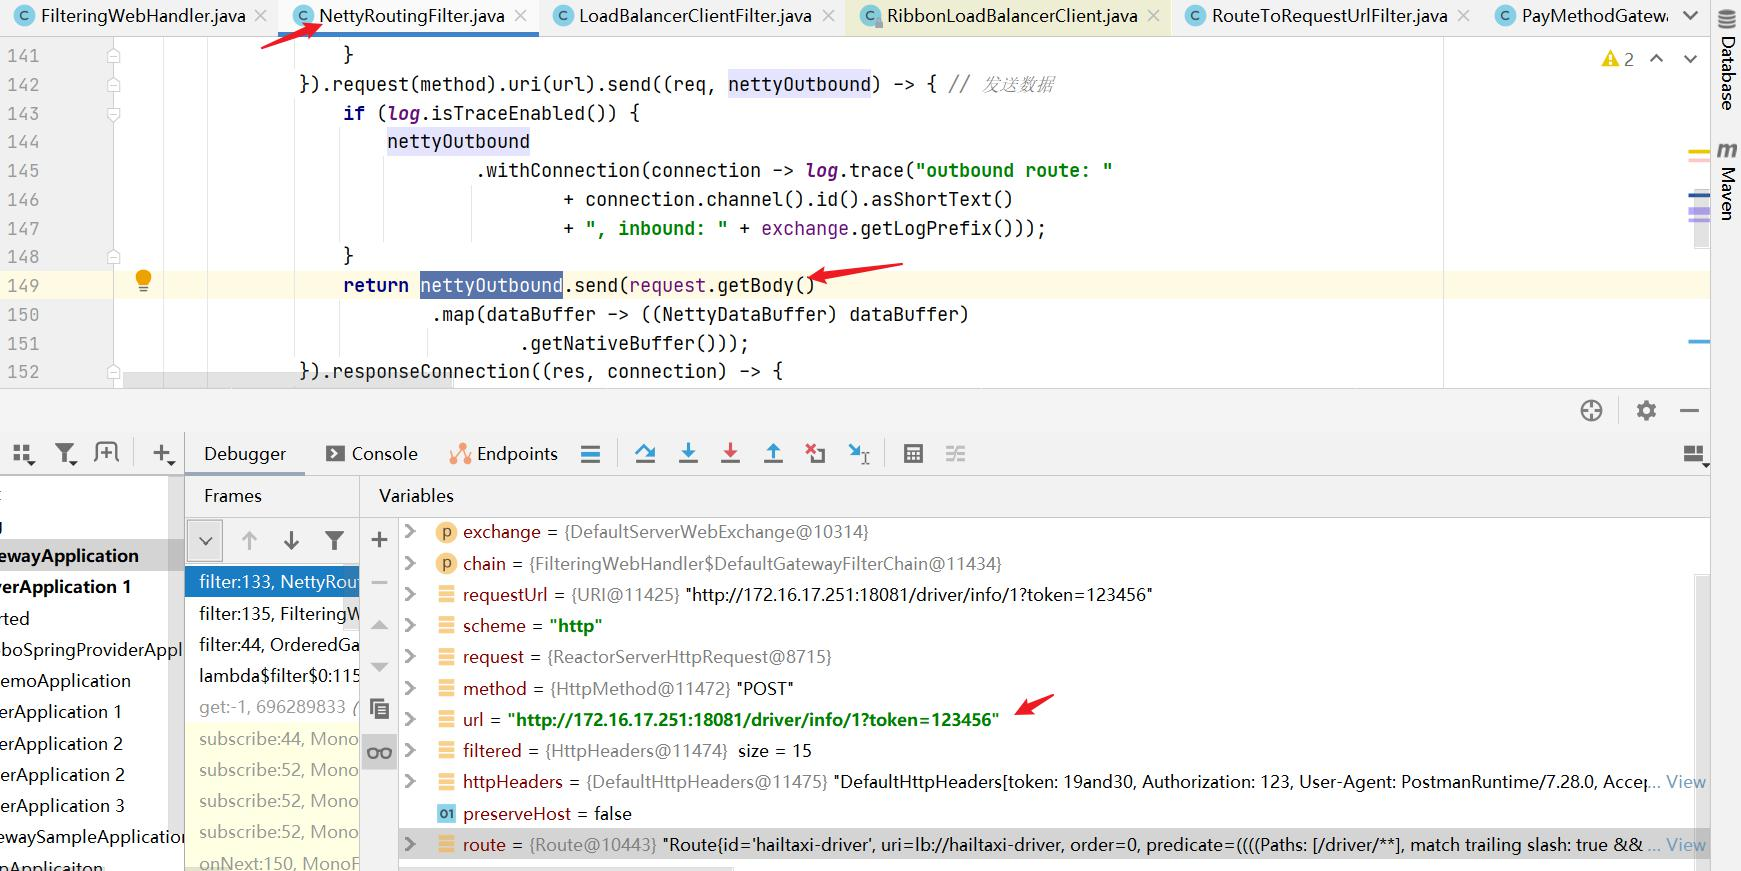 FilteringWebHandler.java NettyRoutingFilter.java LoadBalancerClientFilter.java RibbonLoadBalancerClient.java RouteToRequestUrlFilter.java
141 }
142 }).request(method).uri(url).send((req, nettyOutbound) -> { // 发送数据
2
143 if (log.isTraceEnabled()) {
144 nettyOutbound
145 .withConnection(connection -> log.trace("outbound route: "
146 + connection.channel().id().asShortText()
147 + ", inbound: " + exchange.getLogPrefix()));
148 }
149 return nettyOutbound.send(request.getBody()
150 .map(dataBuffer -> ((NettyDataBuffer) dataBuffer)
151 .getNativeBuffer()));
152 }).responseConnection((res, connection) -> {
Database
m Maven
Debugger Console Endpoints
Frames Variables
ewayApplication
verApplication 1
rted
boSpringProviderAppl
emoApplication
erApplication 1
erApplication 2
erApplication 2
erApplication 3
ewaySampleApplication
nApplicaiton
filter:133, NettyRout
filter:135, FilteringW
filter:44, OrderedGa
lambda$filter$0:115
get:-1, 696289833 (
subscribe:44, Mono
subscribe:52, Mono
subscribe:52, Mono
subscribe:52, Mono
onNext:150, MonoF
exchange = {DefaultServerWebExchange@10314}
chain = {FilteringWebHandler$DefaultGatewayFilterChain@11434}
requestUrl = {URI@11425} "http://172.16.17.251:18081/driver/info/1?token=123456"
scheme = "http"
request = {ReactorServerHttpRequest@8715}
method = {HttpMethod@11472} "POST"
url = "http://172.16.17.251:18081/driver/info/1?token=123456"
filtered = {HttpHeaders@11474} size = 15
httpHeaders = {DefaultHttpHeaders@11475} "DefaultHttpHeaders[token: 19and30, Authorization: 123, User-Agent: PostmanRuntime/7.28.0, Accep... View
preserveHost = false
route = {Route@10443} "Route{id='hailtaxi-driver', uri=lb://hailtaxi-driver, order=0, predicate=((((Paths: [/driver/**], match trailing slash: true && ... View